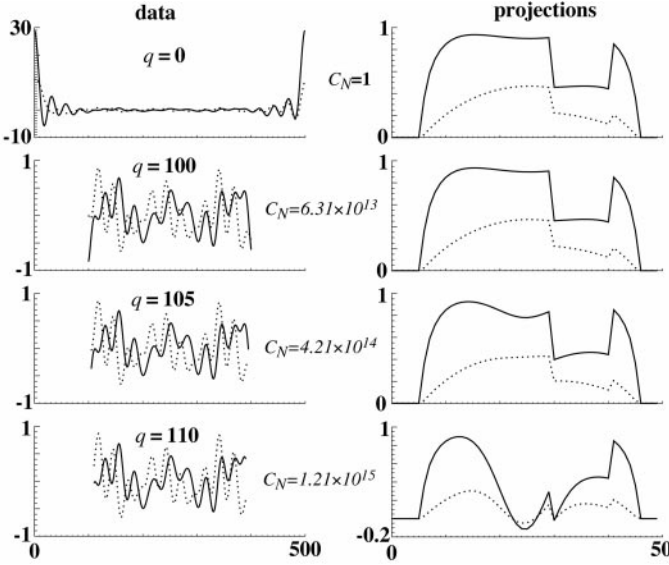 data projections
30
q = 0
-10
C_N=1
1
0
1
q = 100
-1
C_N=6.31×10^13
1
0
1
q = 105
-1
C_N=4.21×10^14
1
0
1
q = 110
-1
C_N=1.21×10^15
1
-0.2
0 500 0 50